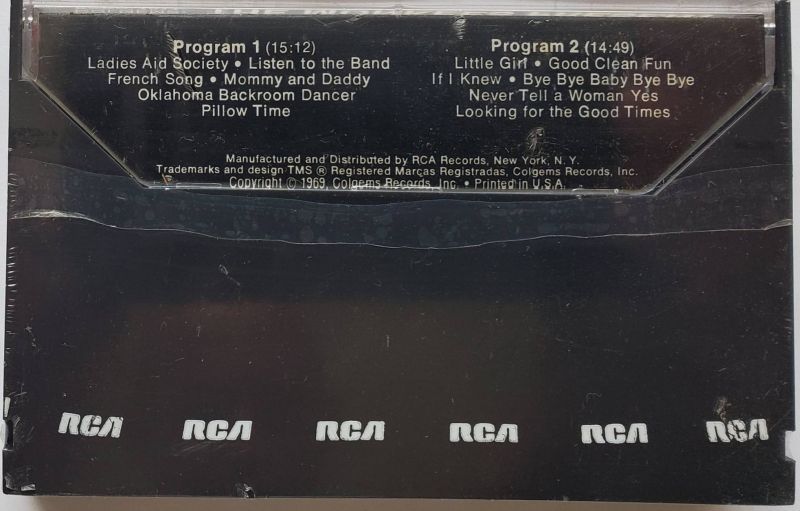 Program 1 (15:12)
Ladies Aid Society • Listen to the Band
French Song • Mommy and Daddy
Oklahoma Backroom Dancer
Pillow Time
Program 2 (14:49)
Little Girl • Good Clean Fun
If I Knew • Bye Bye Baby Bye Bye
Never Tell a Woman Yes
Looking for the Good Times
Manufactured and Distributed by RCA Records, New York, N. Y.
Trademarks and design TMS ® Registered Marcas Registradas, Colgems Records, Inc.
Copyright © 1969, Colgems Records, Inc. • Printed in U.S.A.
RCA RCA RCA RCA RCA RCA